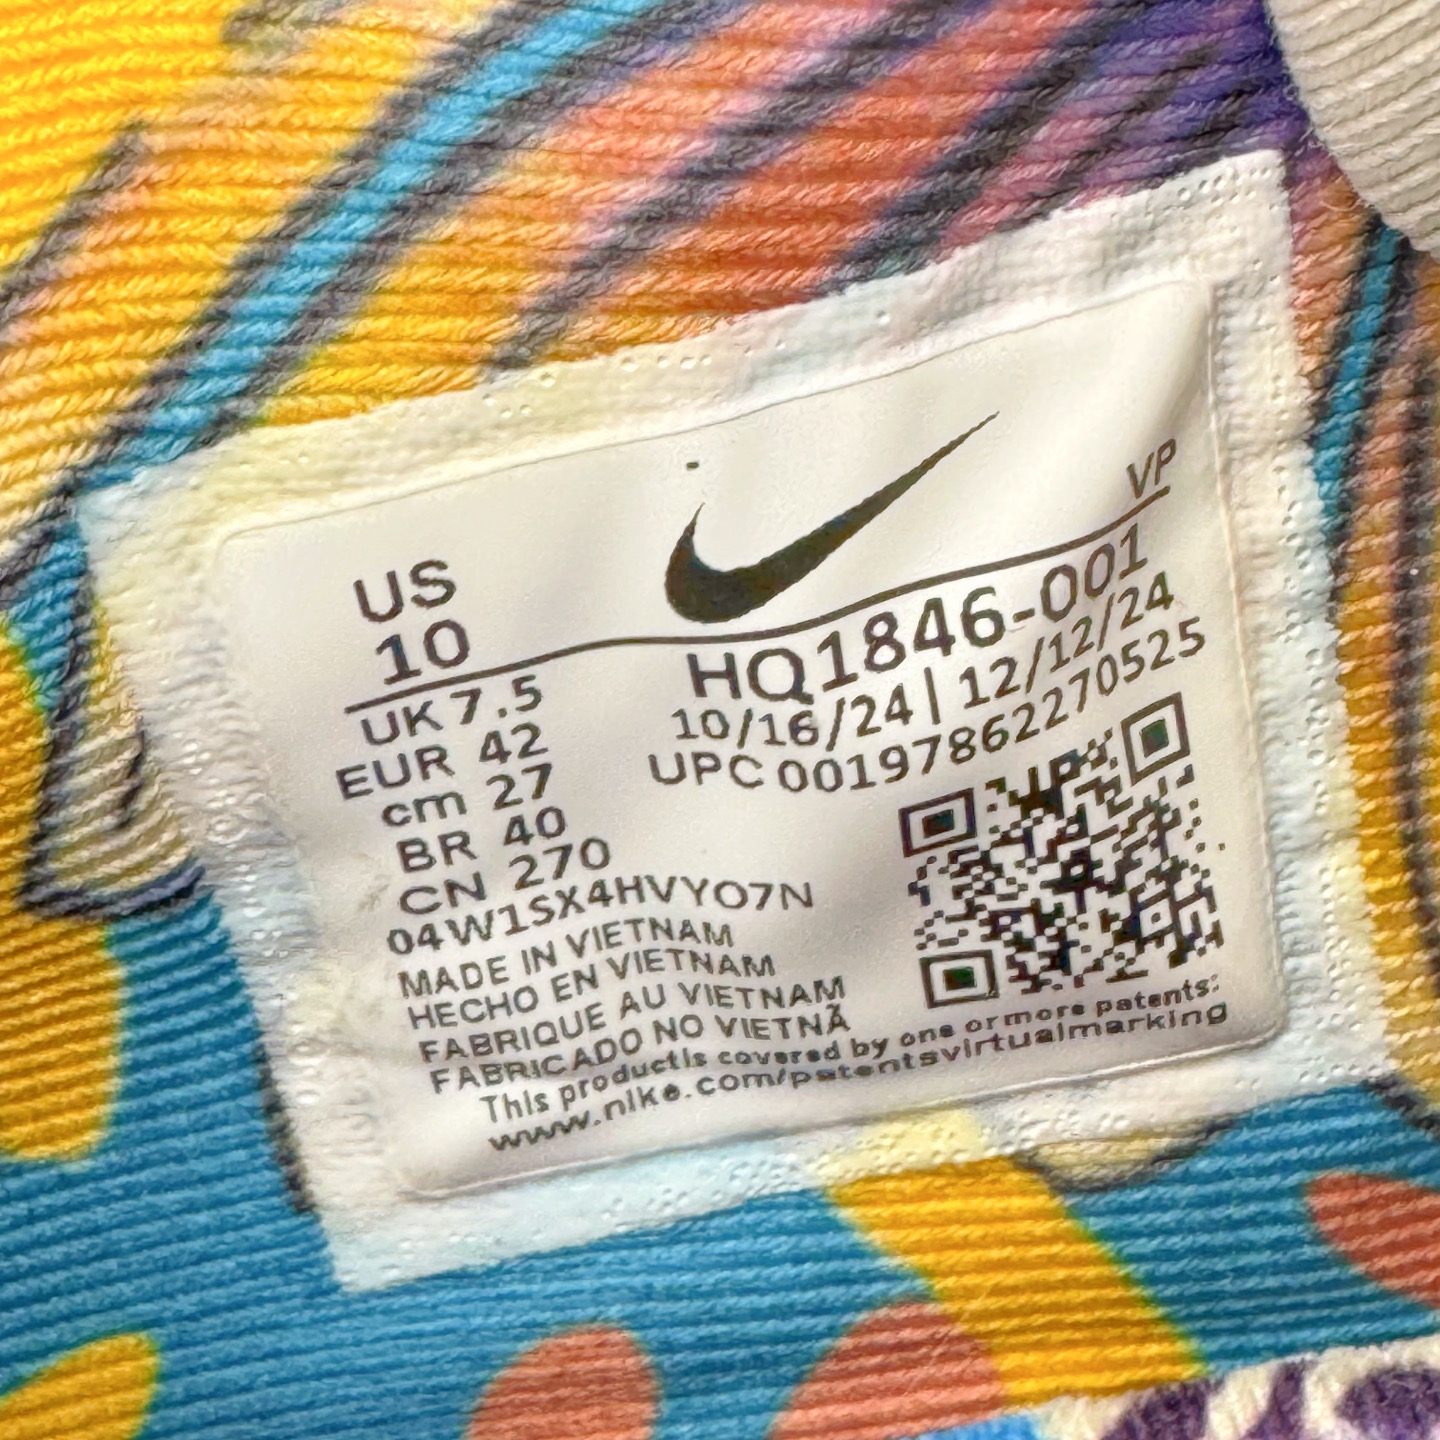 VP
US
10
UK 7.5
EUR 42
cm 27
BR 40
CN 270
HQ1846-001
10/16/24 | 12/12/24
UPC 00197862270525
04W1SX4HVYO7N
MADE IN VIETNAM
HECHO EN VIETNAM
FABRIQUE AU VIETNAM
FABRICADO NO VIETNÃ
This product is covered by one or more patents:
www.nike.com/patentsvirtualmarking